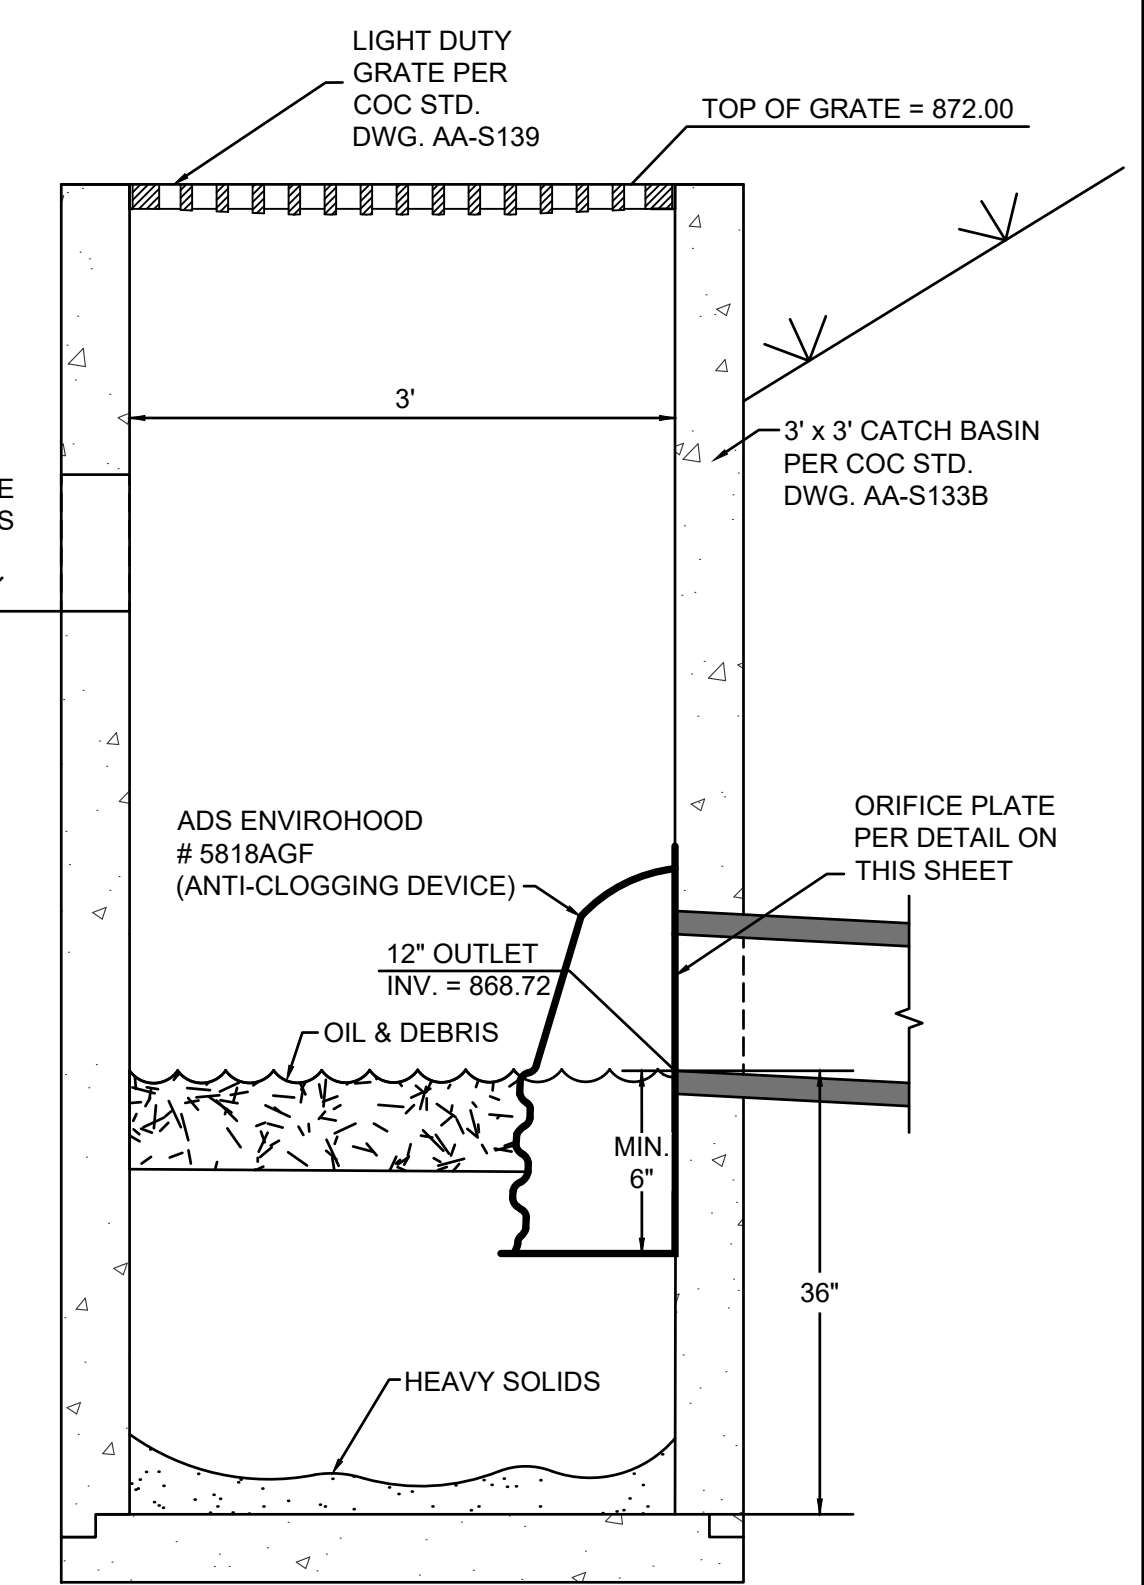 LIGHT DUTY
GRATE PER
COC STD.
DWG. AA-S139
TOP OF GRATE = 872.00
3'
3' x 3' CATCH BASIN
PER COC STD.
DWG. AA-S133B
E
S
ADS ENVIROHOOD
# 5818AGF
(ANTI-CLOGGING DEVICE)
ORIFICE PLATE
PER DETAIL ON
THIS SHEET
12" OUTLET
INV. = 868.72
OIL & DEBRIS
MIN.
6"
36"
HEAVY SOLIDS